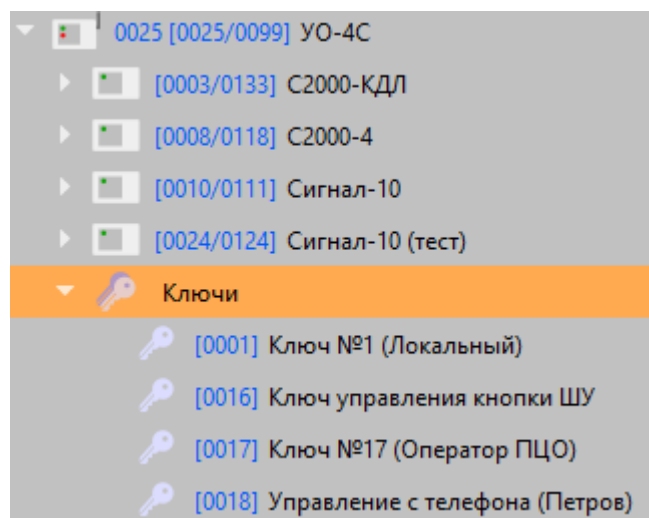 0025 [0025/0099] УО-4С
[0003/0133] С2000-КДЛ
[0008/0118] С2000-4
[0010/0111] Сигнал-10
[0024/0124] Сигнал-10 (тест)
Ключи
[0001] Ключ №1 (Локальный)
[0016] Ключ управления кнопки ШУ
[0017] Ключ №17 (Оператор ПЦО)
[0018] Управление с телефона (Петров)